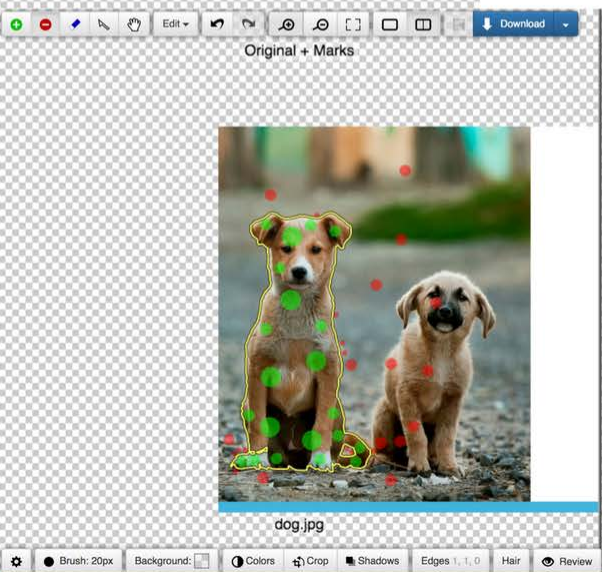 Edit Download
Original + Marks
dog.jpg
Brush: 20px Background: Colors Crop Shadows Edges 1, 1, 0 Hair Review